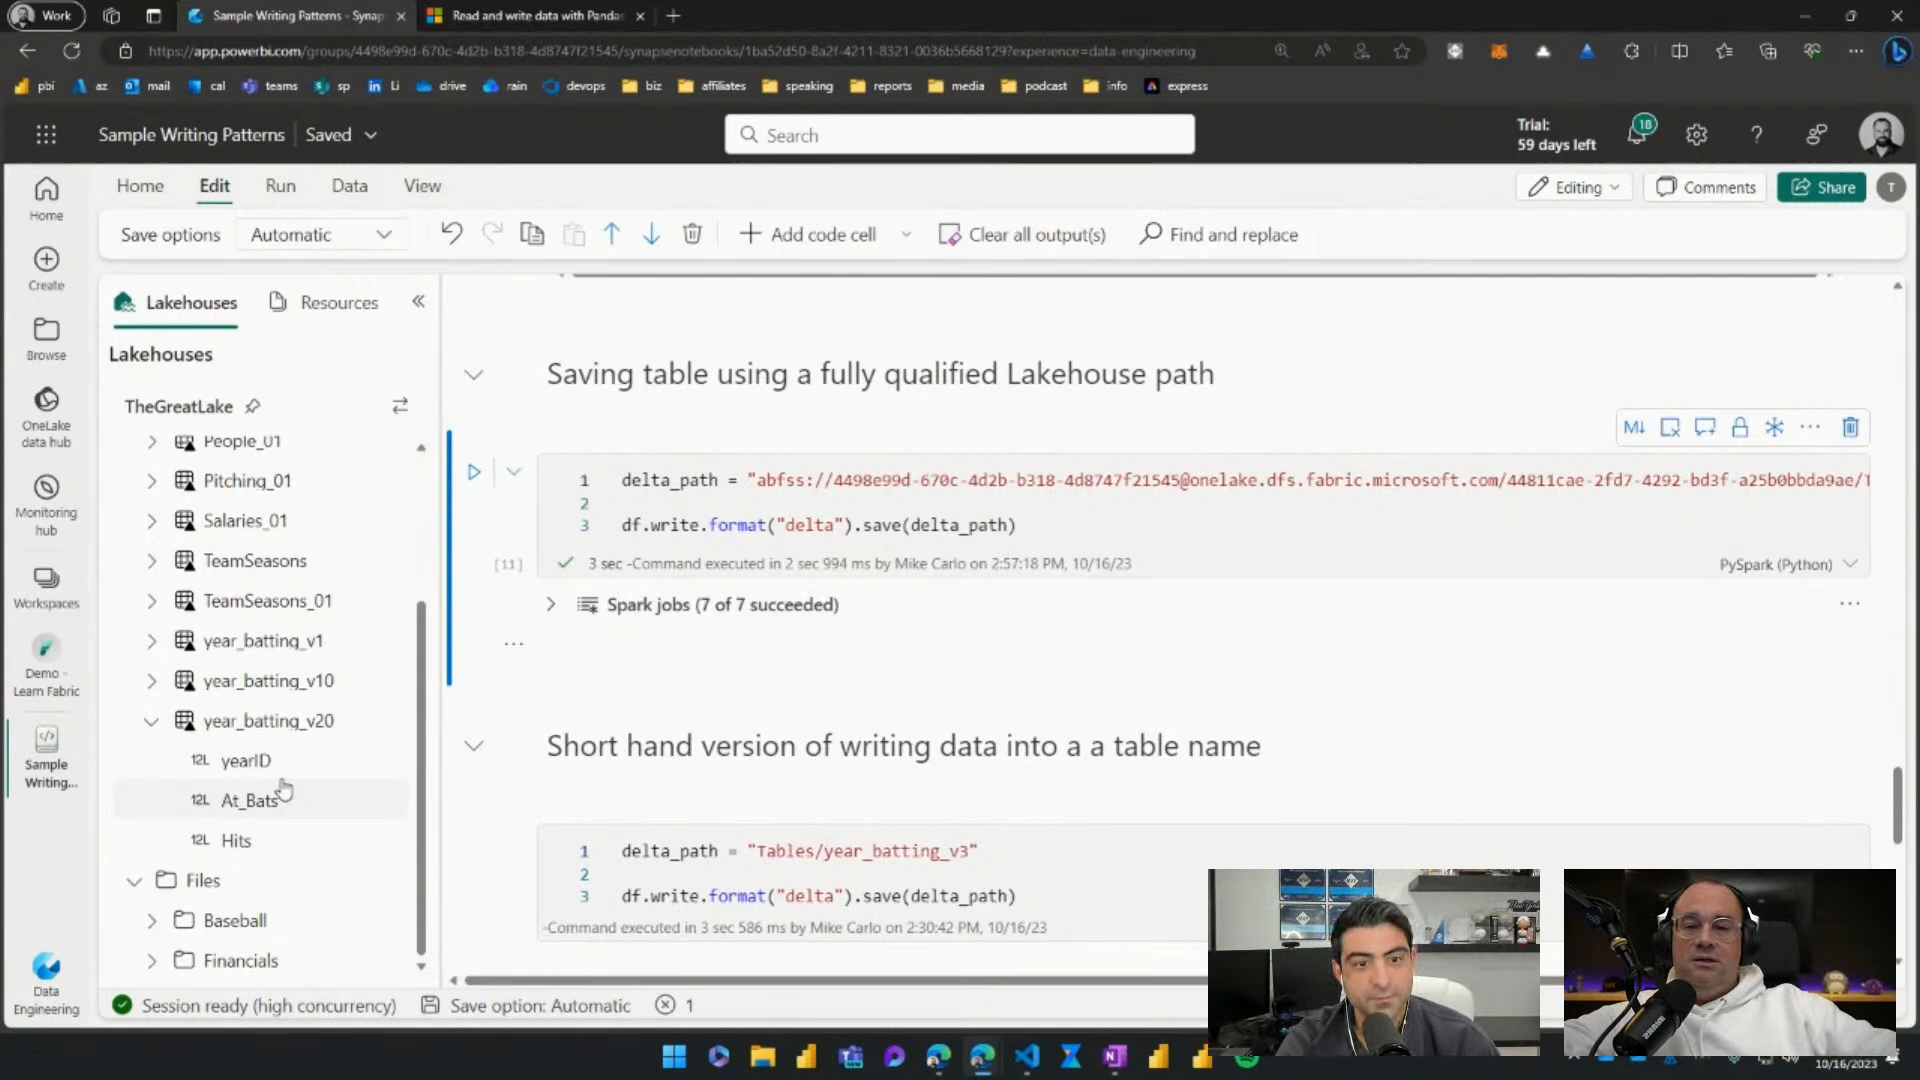 Work
Sample Writing Patterns - Synap
Read and write data with Panda
https://app.powerbi.com/groups/4498e99d-670c-4d2b-b318-4d8747f21545/synapsenotebooks/1ba52d50-8a2f-4211-8321-0036b5668129?experience=data-engineering
pbi az mail cal teams sp Li drive rain devops biz affiliates speaking reports media podcast info express
Sample Writing Patterns Saved
Search
Trial:
59 days left
18
Home Edit Run Data View
Editing Comments Share T
Save options Automatic Add code cell Clear all output(s) Find and replace
Home
Create
Browse
OneLake
data hub
Monitoring
hub
Workspaces
Demo -
Learn Fabric
Sample
Writing...
Data
Engineering
Lakehouses Resources
Lakehouses
TheGreatLake
People_01
Pitching_01
Salaries_01
TeamSeasons
TeamSeasons_01
year_batting_v1
year_batting_v10
year_batting_v20
12L yearID
12L At_Bats
12L Hits
Files
Baseball
Financials
Saving table using a fully qualified Lakehouse path
M↓
1 delta_path = "abfss://4498e99d-670c-4d2b-b318-4d8747f21545@onelake.dfs.fabric.microsoft.com/44811cae-2fd7-4292-bd3f-a25b0bbda9ae/T
2
3 df.write.format("delta").save(delta_path)
[11] 3 sec -Command executed in 2 sec 994 ms by Mike Carlo on 2:57:18 PM, 10/16/23
PySpark (Python)
Spark jobs (7 of 7 succeeded)
Short hand version of writing data into a a table name
1 delta_path = "Tables/year_batting_v3"
2
3 df.write.format("delta").save(delta_path)
-Command executed in 3 sec 586 ms by Mike Carlo on 2:30:42 PM, 10/16/23
Session ready (high concurrency) Save option: Automatic 1
10/16/2023